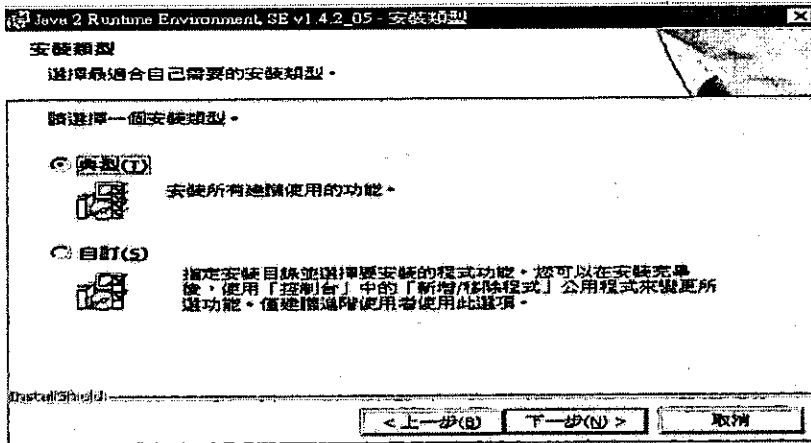 Java 2 Runtime Environment, SE v1.4.2_05 - 安裝類型
安裝類型
選擇最適合自己需要的安裝類型。
請選擇一個安裝類型。
典型(T)
安裝所有建議使用的功能。
自訂(S)
指定安裝目錄並選擇要安裝的程式功能。您可以在安裝完畢
後，使用「控制台」中的「新增/移除程式」公用程式來變更所
選功能。僅建議進階使用者使用此選項。
InstallShield
< 上一步(B)
下一步(N) >
取消